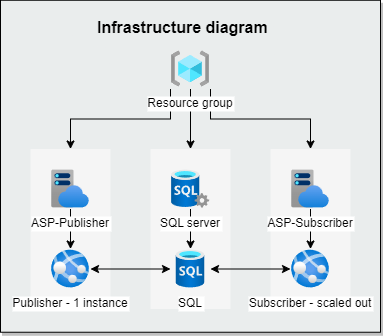 Infrastructure diagram
Resource group
ASP-Publisher
SQL
SQL server
ASP-Subscriber
Publisher - 1 instance
SQL
SQL
Subscriber - scaled out